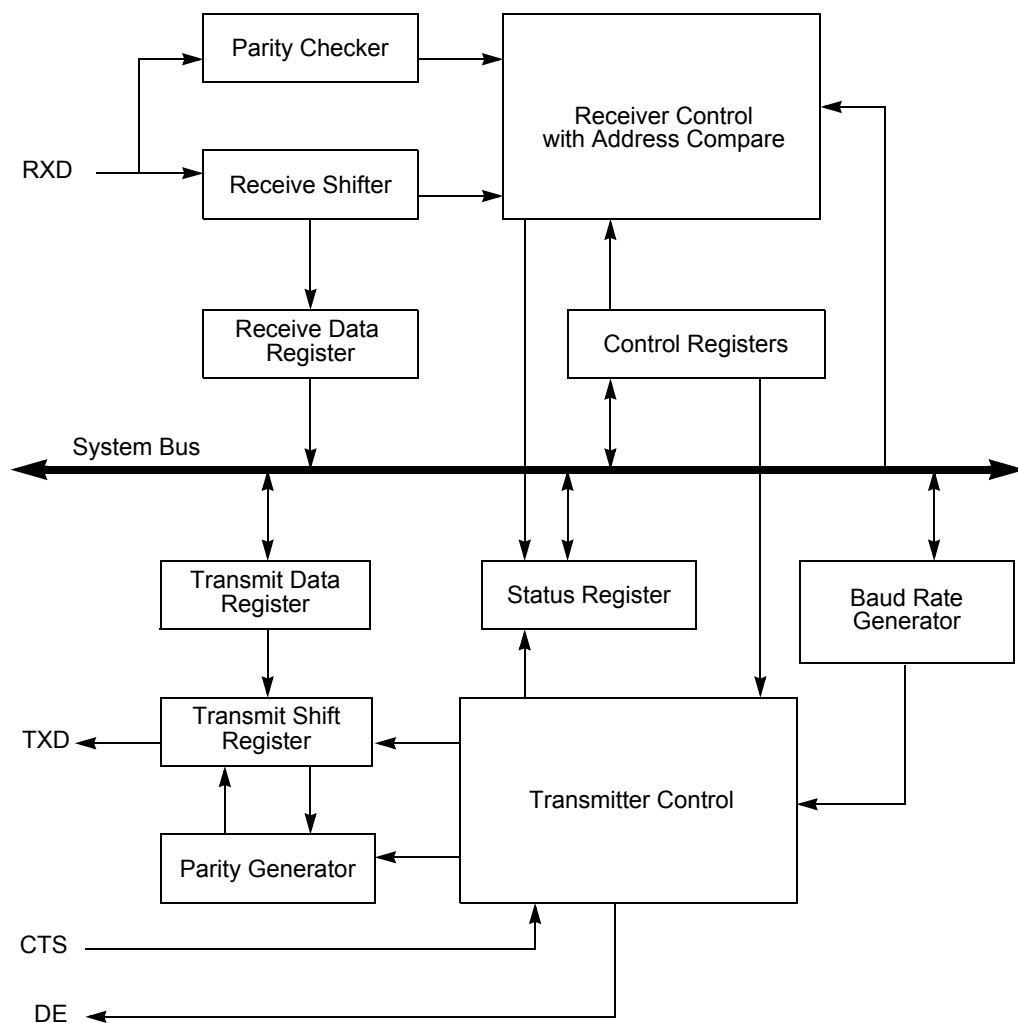 Parity Checker
Receiver Control
with Address Compare
RXD
Receive Shifter
Receive Data
Register
Control Registers
System Bus
Transmit Data
Register
Status Register
Baud Rate
Generator
Transmit Shift
Register
TXD
Transmitter Control
Parity Generator
CTS
DE